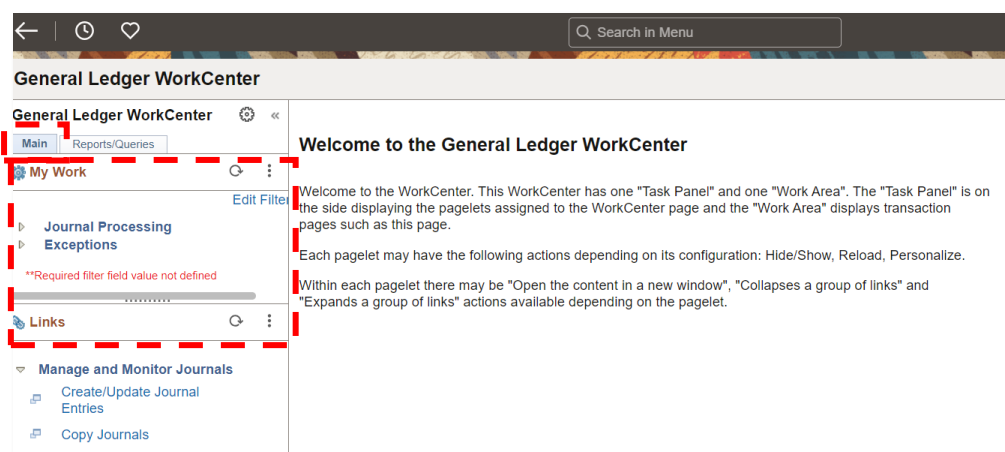 Search in Menu
General Ledger WorkCenter
General Ledger WorkCenter
Main
Reports/Queries
My Work
Edit Filter
Journal Processing
Exceptions
**Required filter field value not defined
Links
Manage and Monitor Journals
Create/Update Journal
Entries
Copy Journals
Welcome to the General Ledger WorkCenter
Welcome to the WorkCenter. This WorkCenter has one "Task Panel" and one "Work Area". The "Task Panel" is on
the side displaying the pagelets assigned to the WorkCenter page and the "Work Area" displays transaction
pages such as this page.
Each pagelet may have the following actions depending on its configuration: Hide/Show, Reload, Personalize.
Within each pagelet there may be "Open the content in a new window", "Collapses a group of links" and
"Expands a group of links" actions available depending on the pagelet.